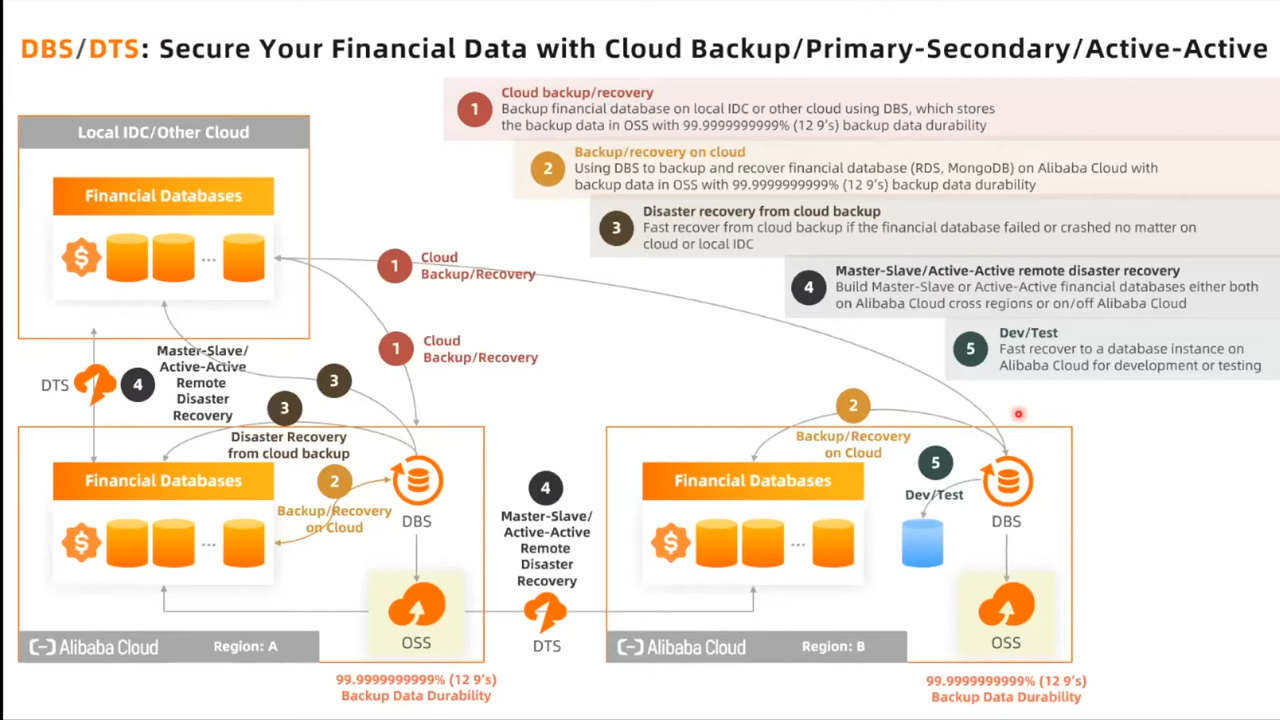 DBS/DTS: Secure Your Financial Data with Cloud Backup/Primary-Secondary/Active-Active
1
Cloud backup/recovery
Backup financial database on local IDC or other cloud using DBS, which stores
the backup data in OSS with 99.9999999999% (12 9's) backup data durability
2
Backup/recovery on cloud
Using DBS to backup and recover financial database (RDS, MongoDB) on Alibaba Cloud with
backup data in OSS with 99.9999999999% (12 9's) backup data durability
3
Disaster recovery from cloud backup
Fast recover from cloud backup if the financial database failed or crashed no matter on
cloud or local IDC
4
Master-Slave/Active-Active remote disaster recovery
Build Master-Slave or Active-Active financial databases either both
on Alibaba Cloud cross regions or on/off Alibaba Cloud
5
Dev/Test
Fast recover to a database instance on
Alibaba Cloud for development or testing
Local IDC/Other Cloud
Financial Databases
$
...
1
Cloud
Backup/Recovery
1
Cloud
Backup/Recovery
DTS
4
Master-Slave/
Active-Active
Remote
Disaster
Recovery
3
3
Disaster Recovery
from cloud backup
Financial Databases
$
...
2
Backup/Recovery
on Cloud
DBS
OSS
Alibaba Cloud
Region: A
99.9999999999% (12 9's)
Backup Data Durability
4
Master-Slave/
Active-Active
Remote
Disaster
Recovery
DTS
2
Backup/Recovery
on Cloud
Financial Databases
$
...
5
Dev/Test
DBS
OSS
Alibaba Cloud
Region: B
99.9999999999% (12 9's)
Backup Data Durability